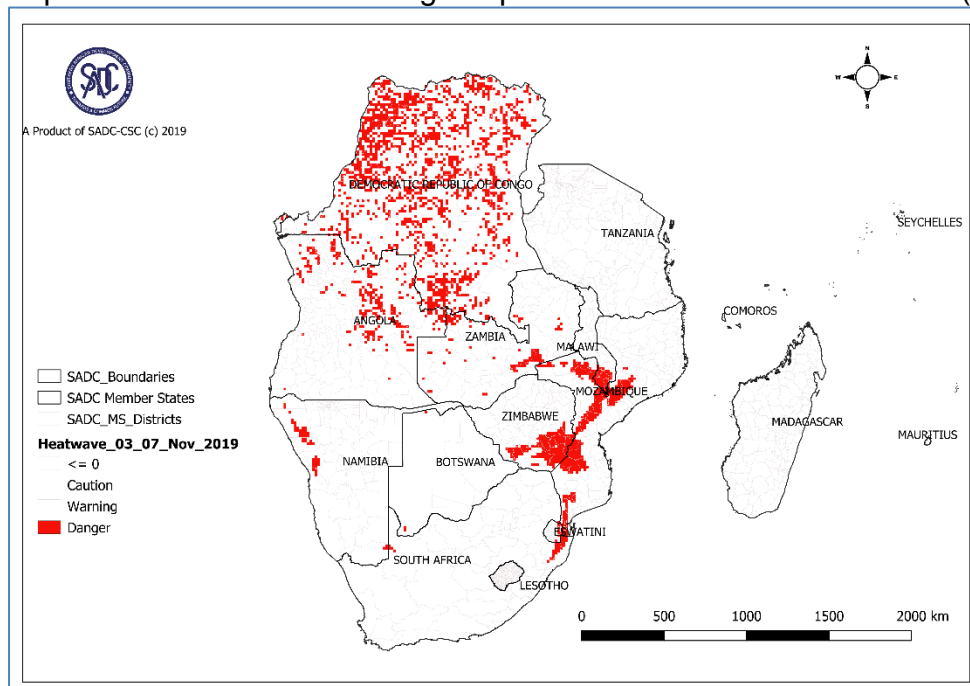 SADC
N
W E
S
A Product of SADC-CSC (c) 2019
DEMOCRATIC REPUBLIC OF CONGO
SEYCHELLES
TANZANIA
COMOROS
ANGOLA
ZAMBIA
MALAWI
MOZAMBIQUE
ZIMBABWE
MADAGASCAR
MAURITIUS
NAMIBIA
BOTSWANA
ESWATINI
SOUTH AFRICA
LESOTHO
SADC_Boundaries
SADC Member States
SADC_MS_Districts
Heatwave_03_07_Nov_2019
<= 0
Caution
Warning
Danger
0 500 1000 1500 2000 km